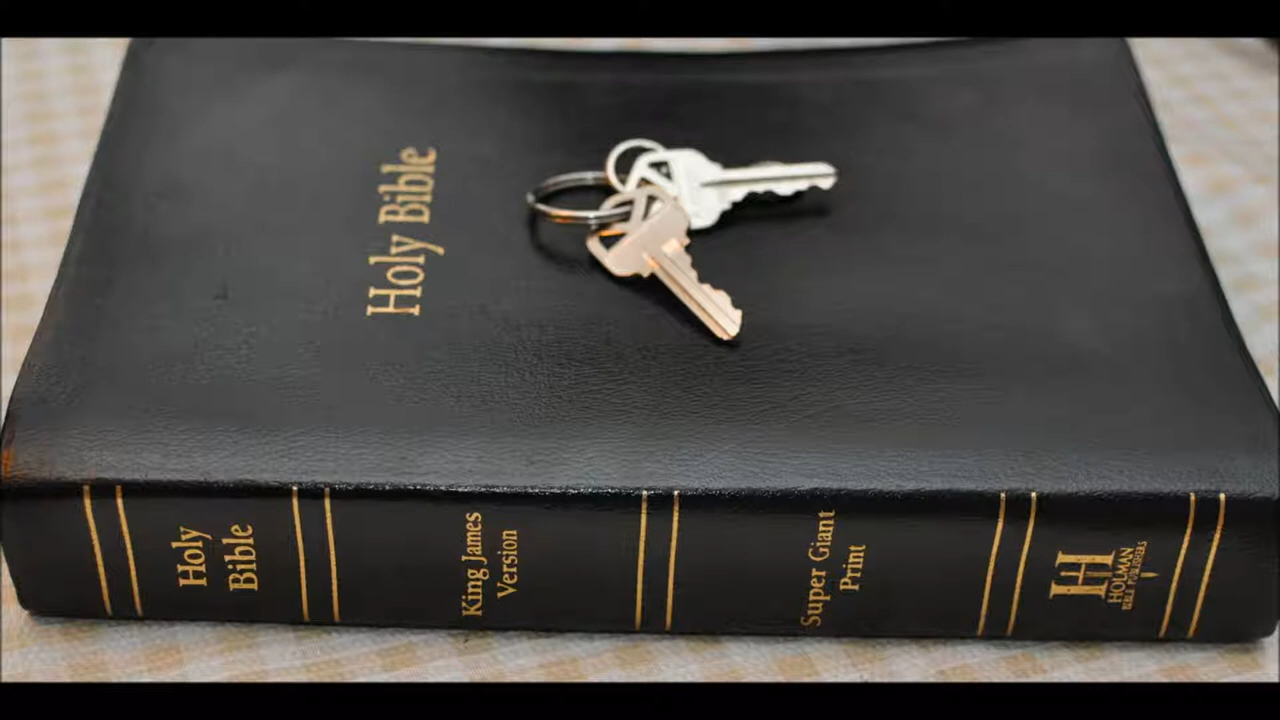 Holy Bible
Holy
Bible
King James
Version
Super Giant
Print
HOLMAN
BIBLE PUBLISHERS